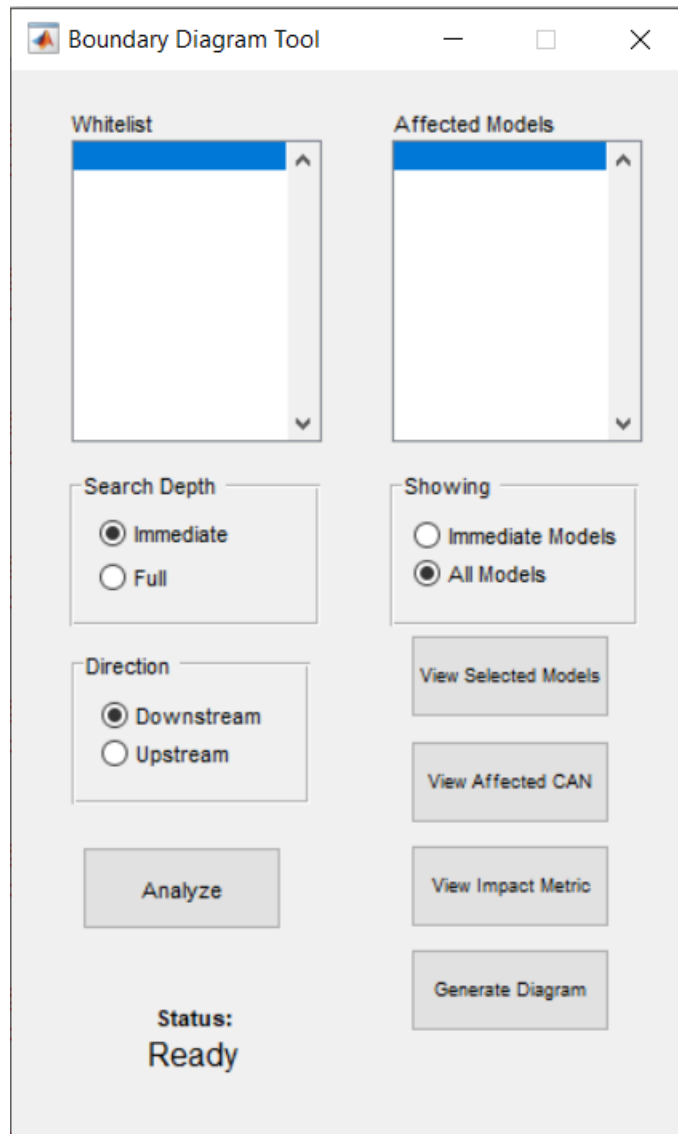 Boundary Diagram Tool
Whitelist
Affected Models
Search Depth
Immediate
Full
Showing
Immediate Models
All Models
Direction
Downstream
Upstream
View Selected Models
View Affected CAN
Analyze
View Impact Metric
Generate Diagram
Status:
Ready